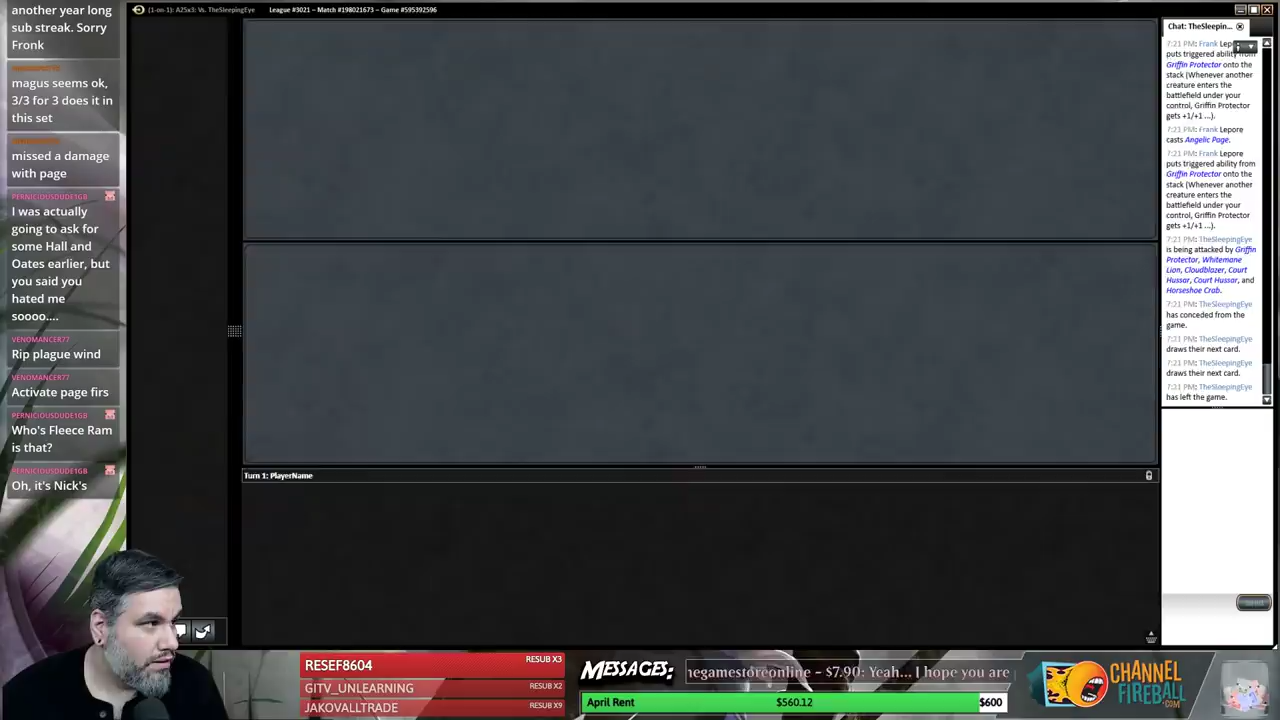 another year long
sub streak. Sorry
Fronk
magus seems ok,
3/3 for 3 does it in
this set
missed a damage
with page
PERNICIOUSDUDE1GB
I was actually
going to ask for
some Hall and
Oates earlier, but
you said you
hated me
soooo....
VENOMANCER77
Rip plague wind
VENOMANCER77
Activate page firs
PERNICIOUSDUDE1GB
Who's Fleece Ram
is that?
PERNICIOUSDUDE1GB
Oh, it's Nick's
(1-on-1): A25x3: Vs. TheSleepingEye
League #3021 – Match #198021673 – Game #595392596
Turn 1: PlayerName
Chat: TheSleepin...
7:21 PM: Frank Lepore
puts triggered ability from
Griffin Protector onto the
stack (Whenever another
creature enters the
battlefield under your
control, Griffin Protector
gets +1/+1 ...).
7:21 PM: Frank Lepore
casts Angelic Page.
7:21 PM: Frank Lepore
puts triggered ability from
Griffin Protector onto the
stack (Whenever another
creature enters the
battlefield under your
control, Griffin Protector
gets +1/+1 ...).
7:21 PM: TheSleepingEye
is being attacked by Griffin
Protector, Whitemane
Lion, Cloudblazer, Court
Hussar, Court Hussar, and
Horseshoe Crab.
7:21 PM: TheSleepingEye
has conceded from the
game.
7:21 PM: TheSleepingEye
draws their next card.
7:21 PM: TheSleepingEye
draws their next card.
7:21 PM: TheSleepingEye
has left the game.
RESEF8604 RESUB X3
GITV_UNLEARNING RESUB X2
JAKOVALLTRADE RESUB X9
MESSAGES:
negamestoreonline ~ $7.90: Yeah... I hope you are
April Rent $560.12 $600
CHANNEL
FIREBALL
.COM